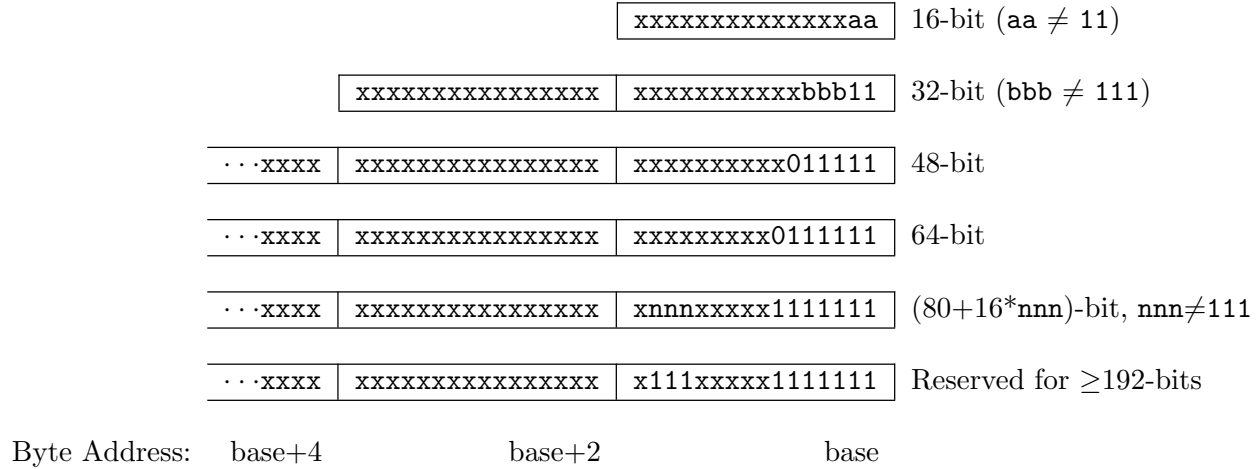 xxxxxxxxxxxxxxaa 16-bit (aa ≠ 11)
xxxxxxxxxxxxxxxx xxxxxxxxxxxbbb11 32-bit (bbb ≠ 111)
···xxxx xxxxxxxxxxxxxxxx xxxxxxxxxx011111 48-bit
···xxxx xxxxxxxxxxxxxxxx xxxxxxxxx0111111 64-bit
···xxxx xxxxxxxxxxxxxxxx xnnnxxxxx1111111 (80+16*nnn)-bit, nnn≠111
···xxxx xxxxxxxxxxxxxxxx x111xxxxx1111111 Reserved for ≥192-bits
Byte Address: base+4 base+2 base